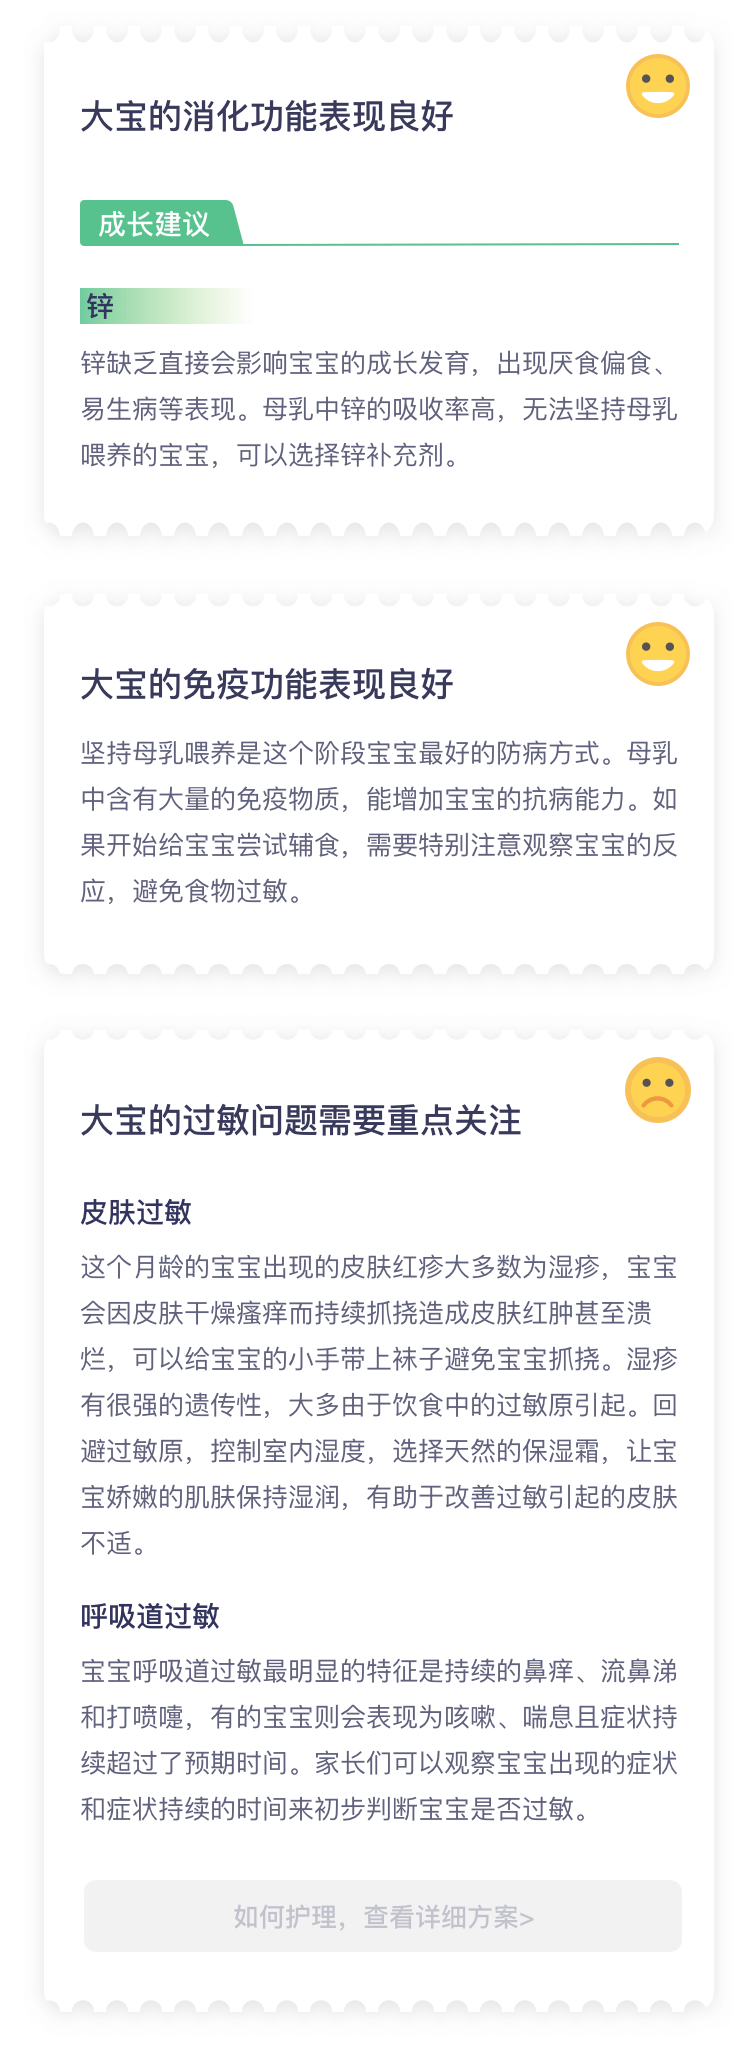 大宝的消化功能表现良好
成长建议
锌
锌缺乏直接会影响宝宝的成长发育，出现厌食偏食、
易生病等表现。母乳中锌的吸收率高，无法坚持母乳
喂养的宝宝，可以选择锌补充剂。
大宝的免疫功能表现良好
坚持母乳喂养是这个阶段宝宝最好的防病方式。母乳
中含有大量的免疫物质，能增加宝宝的抗病能力。如
果开始给宝宝尝试辅食，需要特别注意观察宝宝的反
应，避免食物过敏。
大宝的过敏问题需要重点关注
皮肤过敏
这个月龄的宝宝出现的皮肤红疹大多数为湿疹，宝宝
会因皮肤干燥瘙痒而持续抓挠造成皮肤红肿甚至溃
烂，可以给宝宝的小手带上袜子避免宝宝抓挠。湿疹
有很强的遗传性，大多由于饮食中的过敏原引起。回
避过敏原，控制室内湿度，选择天然的保湿霜，让宝
宝娇嫩的肌肤保持湿润，有助于改善过敏引起的皮肤
不适。
呼吸道过敏
宝宝呼吸道过敏最明显的特征是持续的鼻痒、流鼻涕
和打喷嚏，有的宝宝则会表现为咳嗽、喘息且症状持
续超过了预期时间。家长们可以观察宝宝出现的症状
和症状持续的时间来初步判断宝宝是否过敏。
如何护理，查看详细方案>